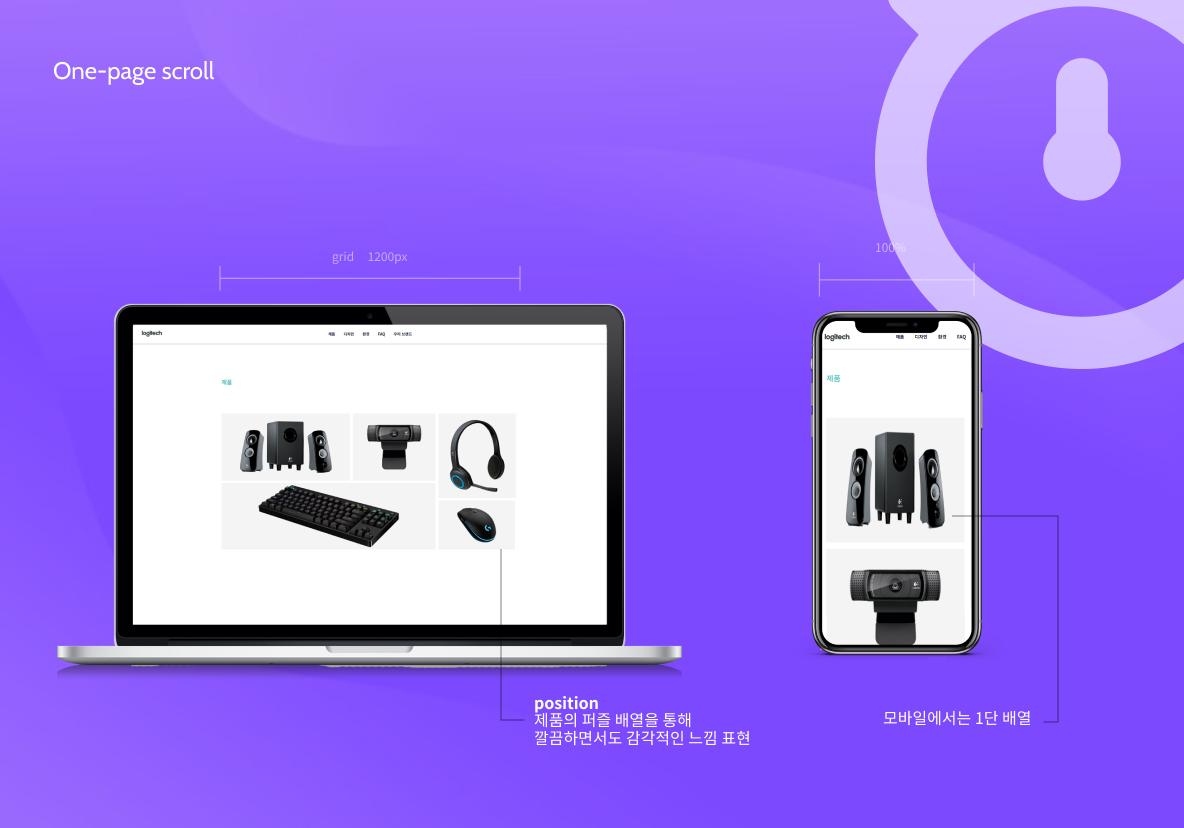 One-page scroll
grid 1200px
100%
logitech 제품 디자인 환경 FAQ 우리 브랜드
제품
logitech 제품 디자인 환경 FAQ
제품
position
제품의 퍼즐 배열을 통해
깔끔하면서도 감각적인 느낌 표현
모바일에서는 1단 배열